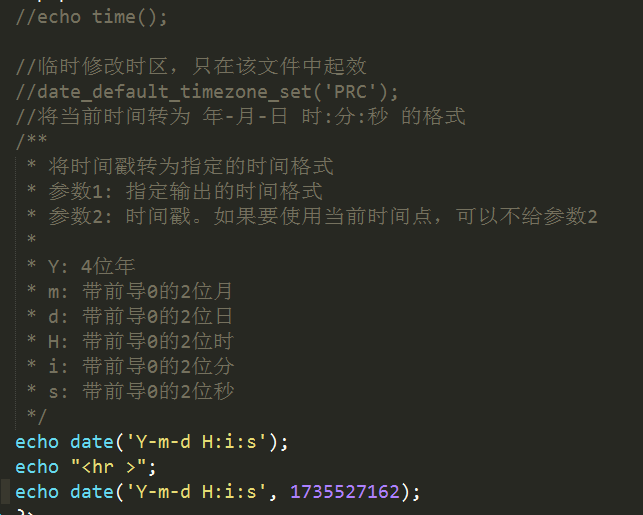 //echo time();
//临时修改时区，只在该文件中起效
//date_default_timezone_set('PRC');
//将当前时间转为 年-月-日 时:分:秒 的格式
/**
* 将时间戳转为指定的时间格式
* 参数1: 指定输出的时间格式
* 参数2: 时间戳。如果要使用当前时间点，可以不给参数2
*
* Y: 4位年
* m: 带前导0的2位月
* d: 带前导0的2位日
* H: 带前导0的2位时
* i: 带前导0的2位分
* s: 带前导0的2位秒
*/
echo date('Y-m-d H:i:s');
echo "<hr >";
echo date('Y-m-d H:i:s', 1735527162);